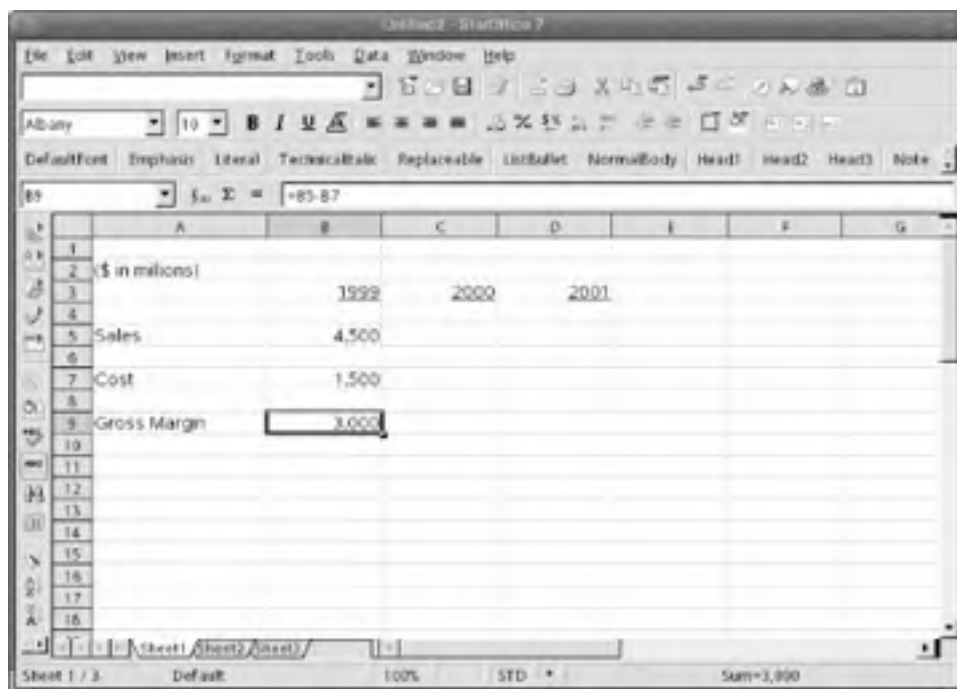 Untitled2 - StarOffice 7
File Edit View Insert Format Tools Data Window Help
Albany 10 B I U A
DefaultFont Emphasis Literal TechnicalItalic Replaceable ListBullet NormalBody Head1 Head2 Head3 Note
B9 Σ = =B5-B7
A B C D E F G
1
2 ($ in millions)
3 1999 2000 2001
4
5 Sales 4,500
6
7 Cost 1,500
8
9 Gross Margin 3,000
10
11
12
13
14
15
16
17
18
Sheet1 Sheet2 Sheet3
Sheet 1 / 3 Default 100% STD * Sum=3,000